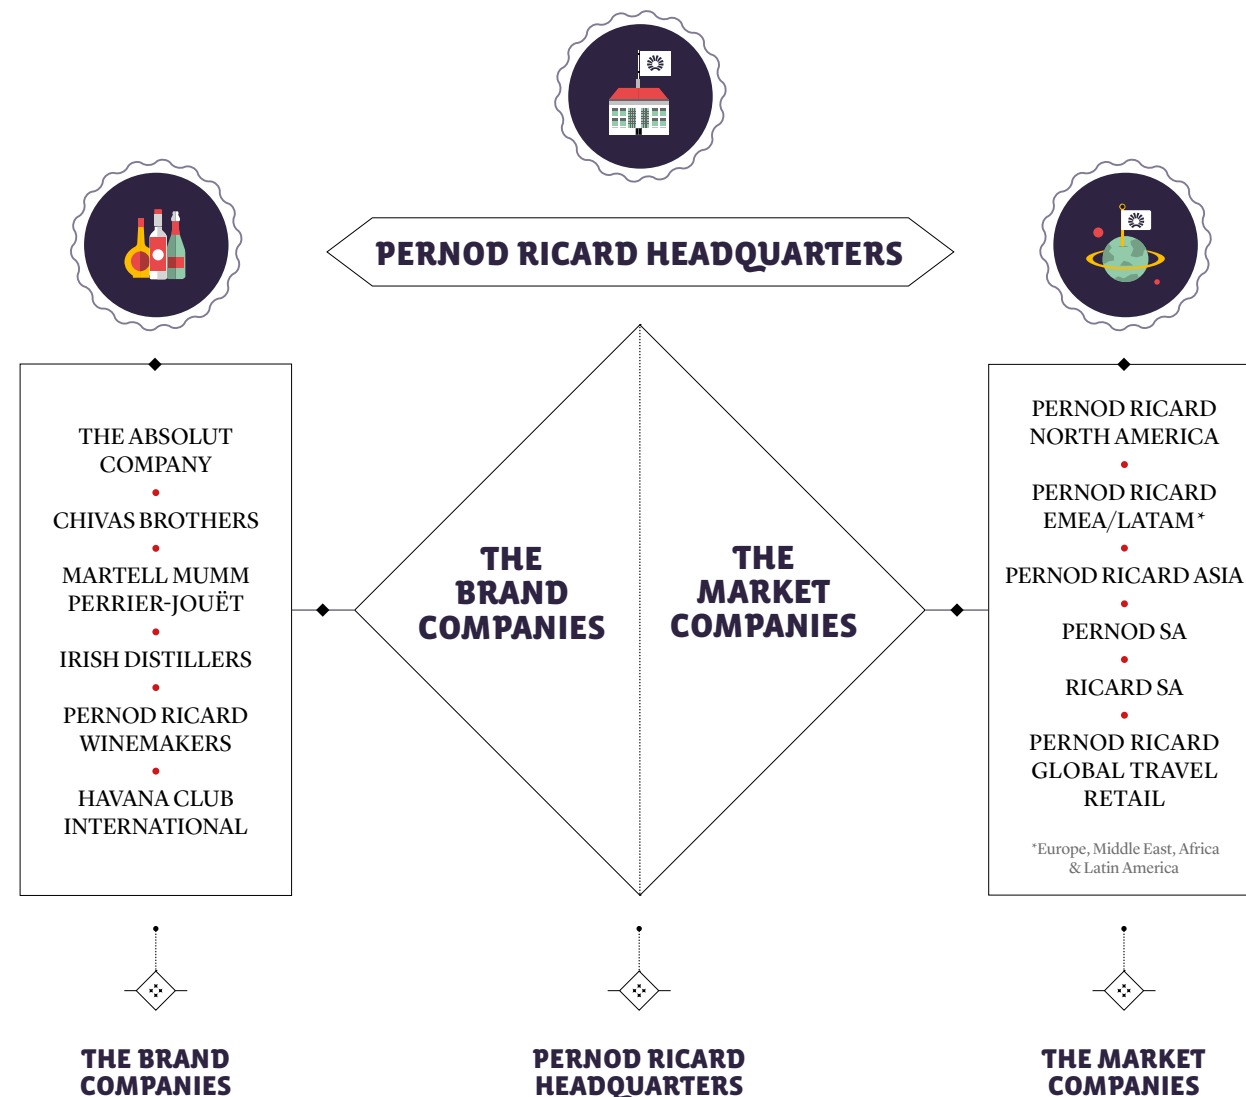 PERNOD RICARD HEADQUARTERS
THE ABSOLUT
COMPANY
CHIVAS BROTHERS
MARTELL MUMM
PERRIER-JOUËT
IRISH DISTILLERS
PERNOD RICARD
WINEMAKERS
HAVANA CLUB
INTERNATIONAL
THE
BRAND
COMPANIES
THE
MARKET
COMPANIES
PERNOD RICARD
NORTH AMERICA
PERNOD RICARD
EMEA/LATAM*
PERNOD RICARD ASIA
PERNOD SA
RICARD SA
PERNOD RICARD
GLOBAL TRAVEL
RETAIL
*Europe, Middle East, Africa
& Latin America
THE BRAND
COMPANIES
PERNOD RICARD
HEADQUARTERS
THE MARKET
COMPANIES